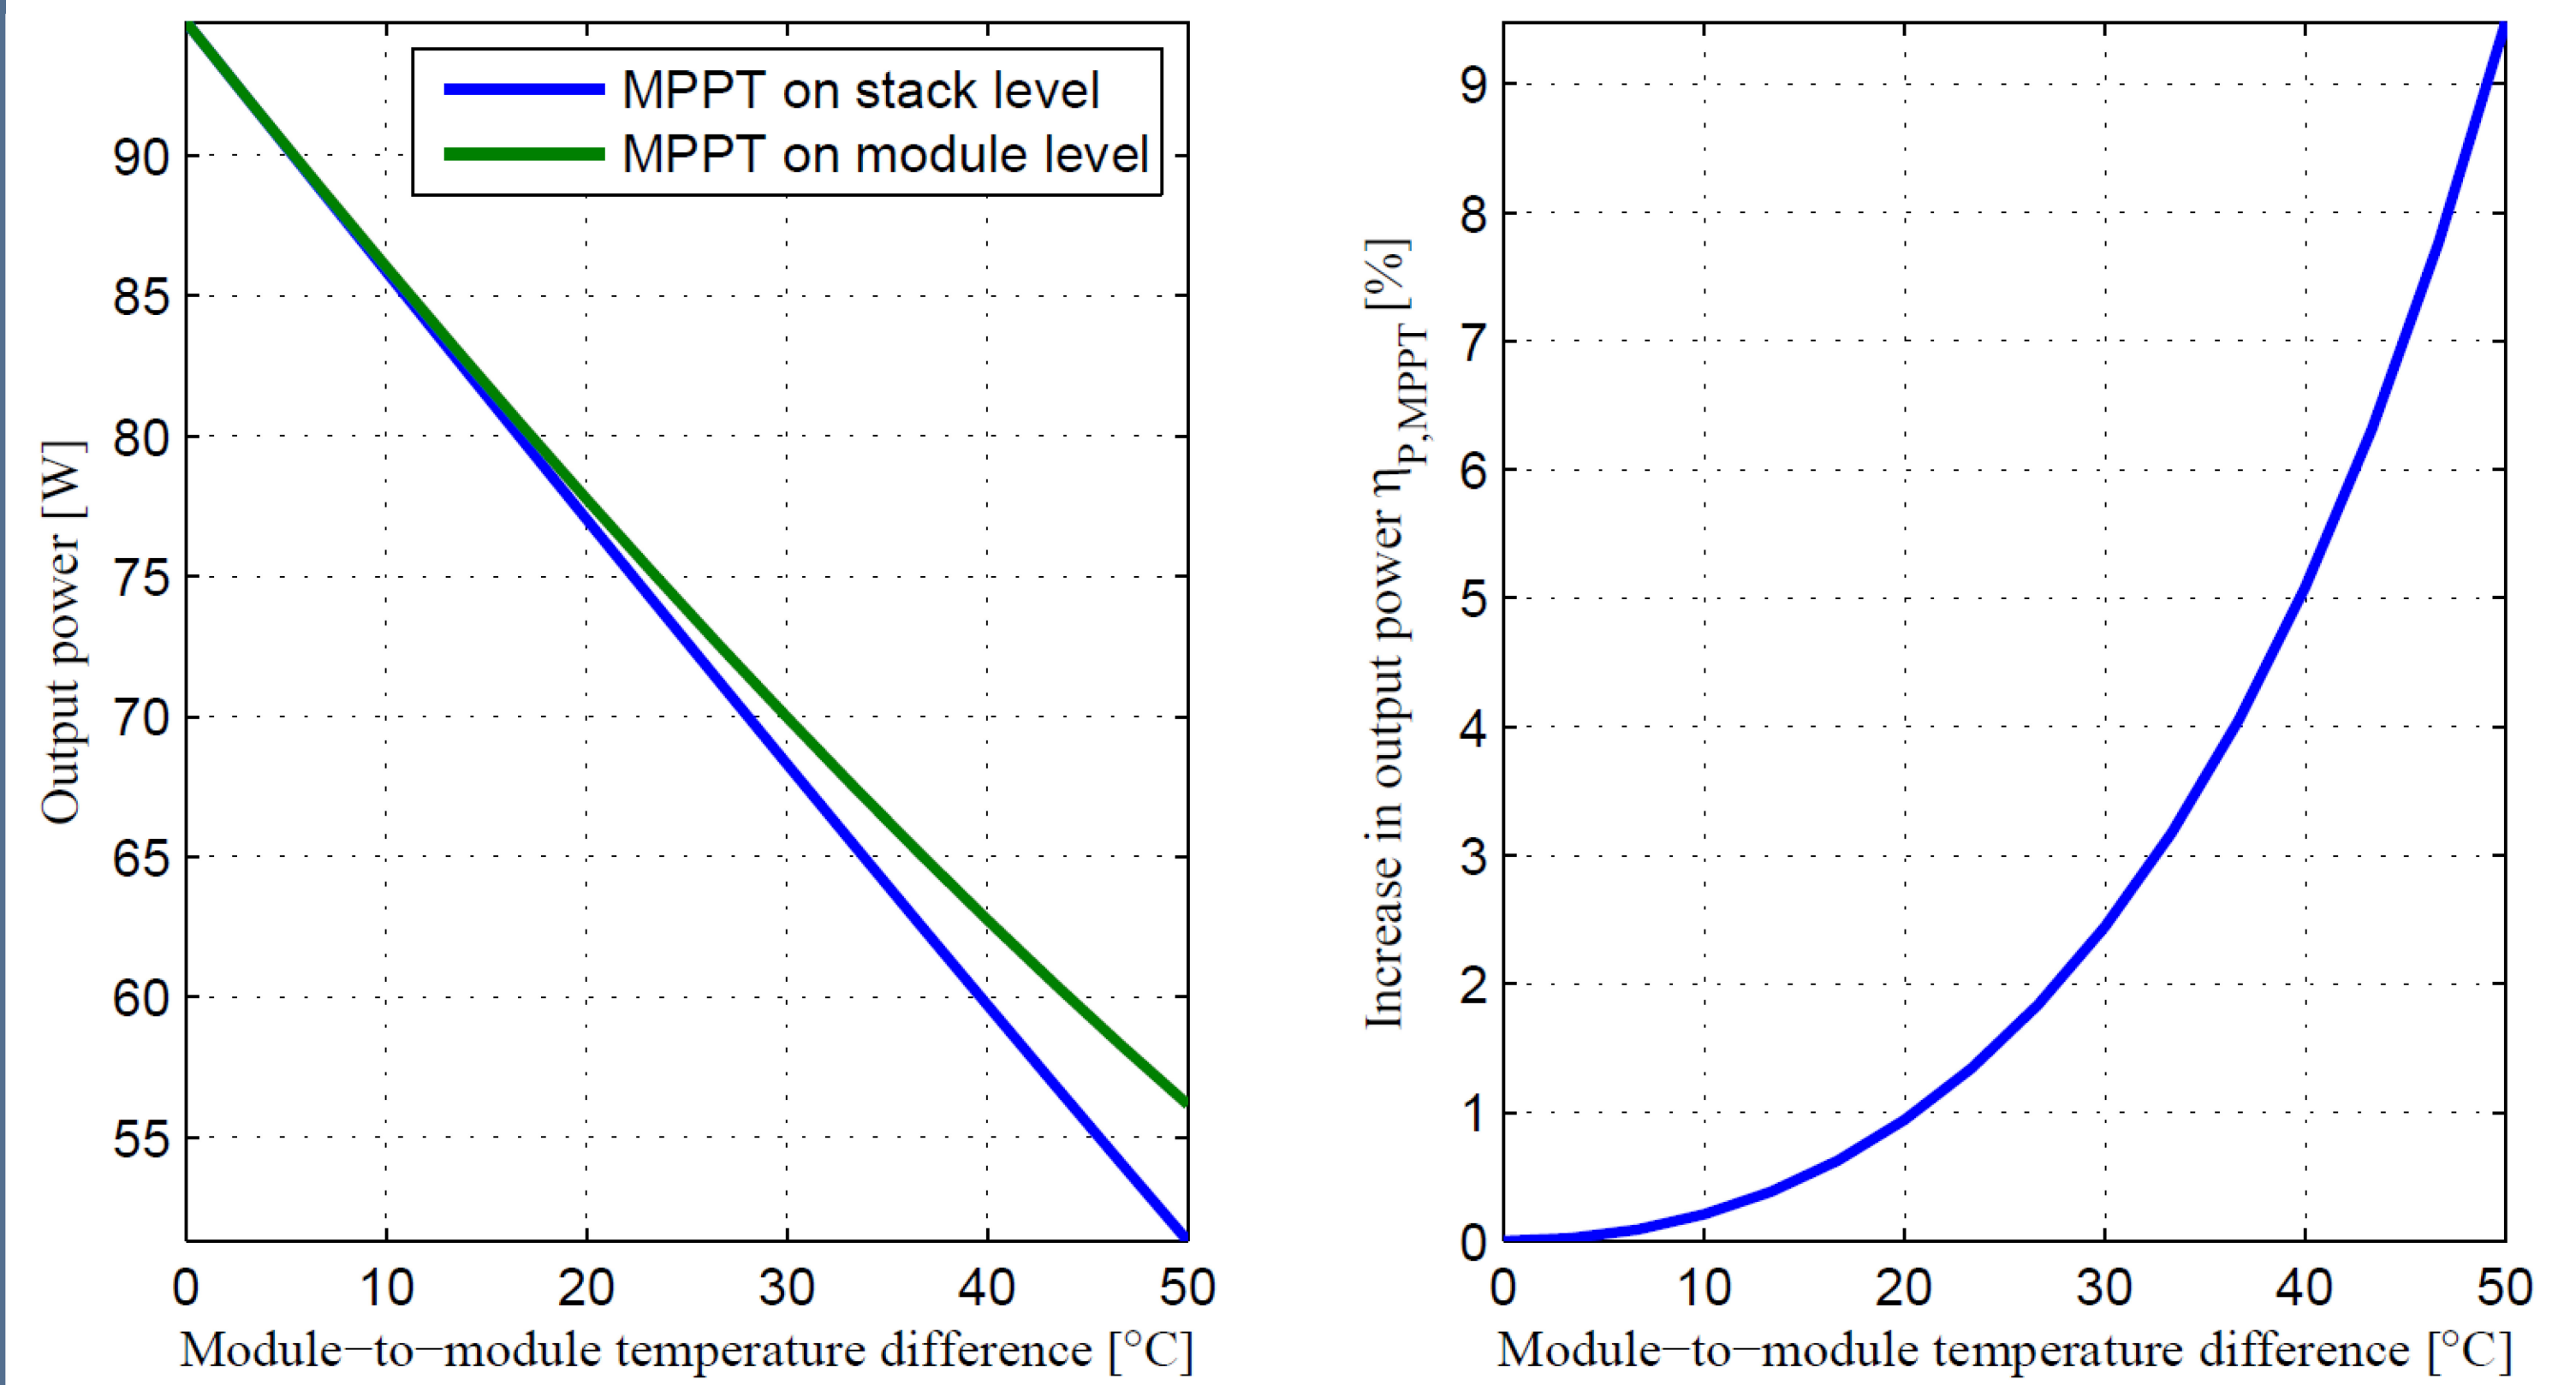 Output power [W]
90
85
80
75
70
65
60
55
MPPT on stack level
MPPT on module level
0 10 20 30 40 50
Module−to−module temperature difference [°C]
Increase in output power ηP,MPPT [%]
9
8
7
6
5
4
3
2
1
0
0 10 20 30 40 50
Module−to−module temperature difference [°C]